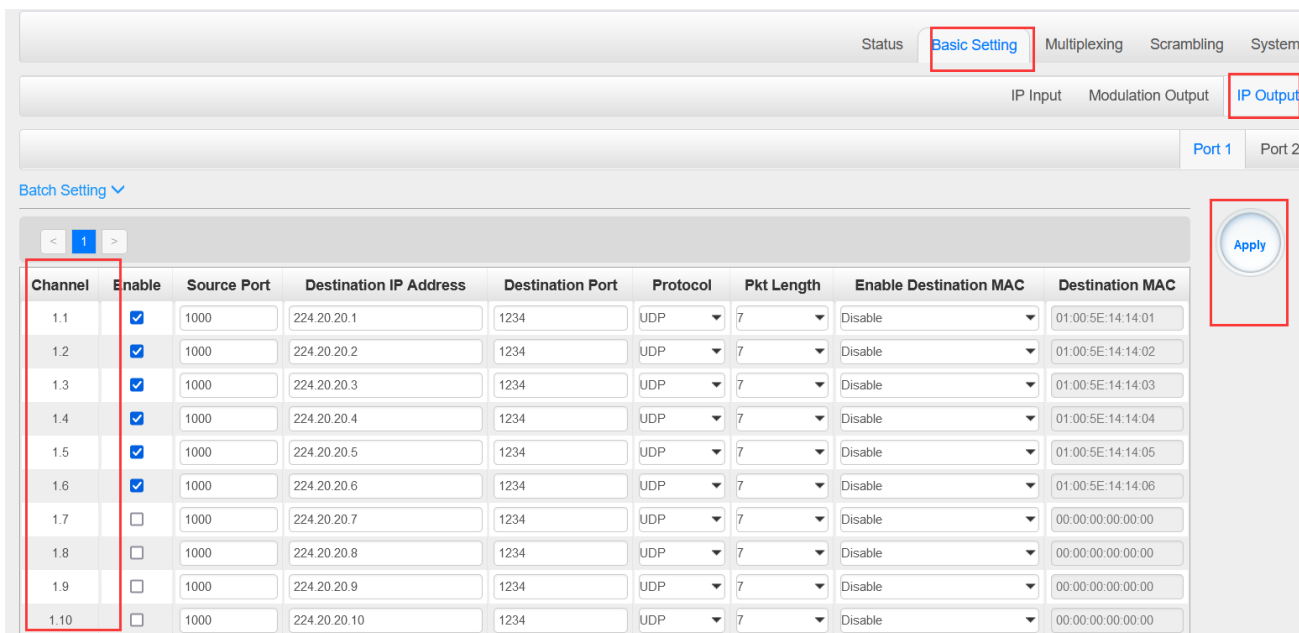 Status Basic Setting Multiplexing Scrambling System
IP Input Modulation Output IP Output
Port 1 Port 2
Batch Setting
< 1 >
Apply
Channel Enable Source Port Destination IP Address Destination Port Protocol Pkt Length Enable Destination MAC Destination MAC
1.1 1000 224.20.20.1 1234 UDP 7 Disable 01:00:5E:14:14:01
1.2 1000 224.20.20.2 1234 UDP 7 Disable 01:00:5E:14:14:02
1.3 1000 224.20.20.3 1234 UDP 7 Disable 01:00:5E:14:14:03
1.4 1000 224.20.20.4 1234 UDP 7 Disable 01:00:5E:14:14:04
1.5 1000 224.20.20.5 1234 UDP 7 Disable 01:00:5E:14:14:05
1.6 1000 224.20.20.6 1234 UDP 7 Disable 01:00:5E:14:14:06
1.7 1000 224.20.20.7 1234 UDP 7 Disable 00:00:00:00:00:00
1.8 1000 224.20.20.8 1234 UDP 7 Disable 00:00:00:00:00:00
1.9 1000 224.20.20.9 1234 UDP 7 Disable 00:00:00:00:00:00
1.10 1000 224.20.20.10 1234 UDP 7 Disable 00:00:00:00:00:00